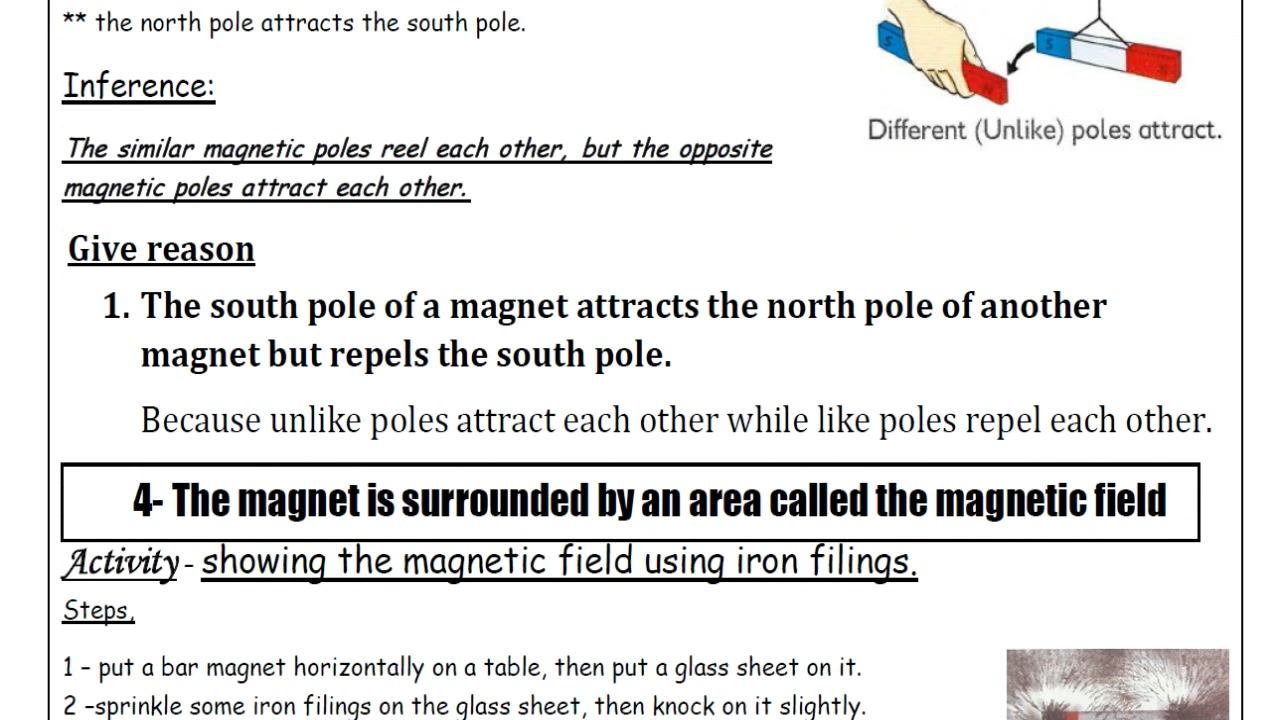 ** the north pole attracts the south pole.
S
N
S
N
Different (Unlike) poles attract.
Inference:
The similar magnetic poles reel each other, but the opposite
magnetic poles attract each other.
Give reason
1. The south pole of a magnet attracts the north pole of another
magnet but repels the south pole.
Because unlike poles attract each other while like poles repel each other.
4- The magnet is surrounded by an area called the magnetic field
Activity - showing the magnetic field using iron filings.
Steps,
1 – put a bar magnet horizontally on a table, then put a glass sheet on it.
2 –sprinkle some iron filings on the glass sheet, then knock on it slightly.